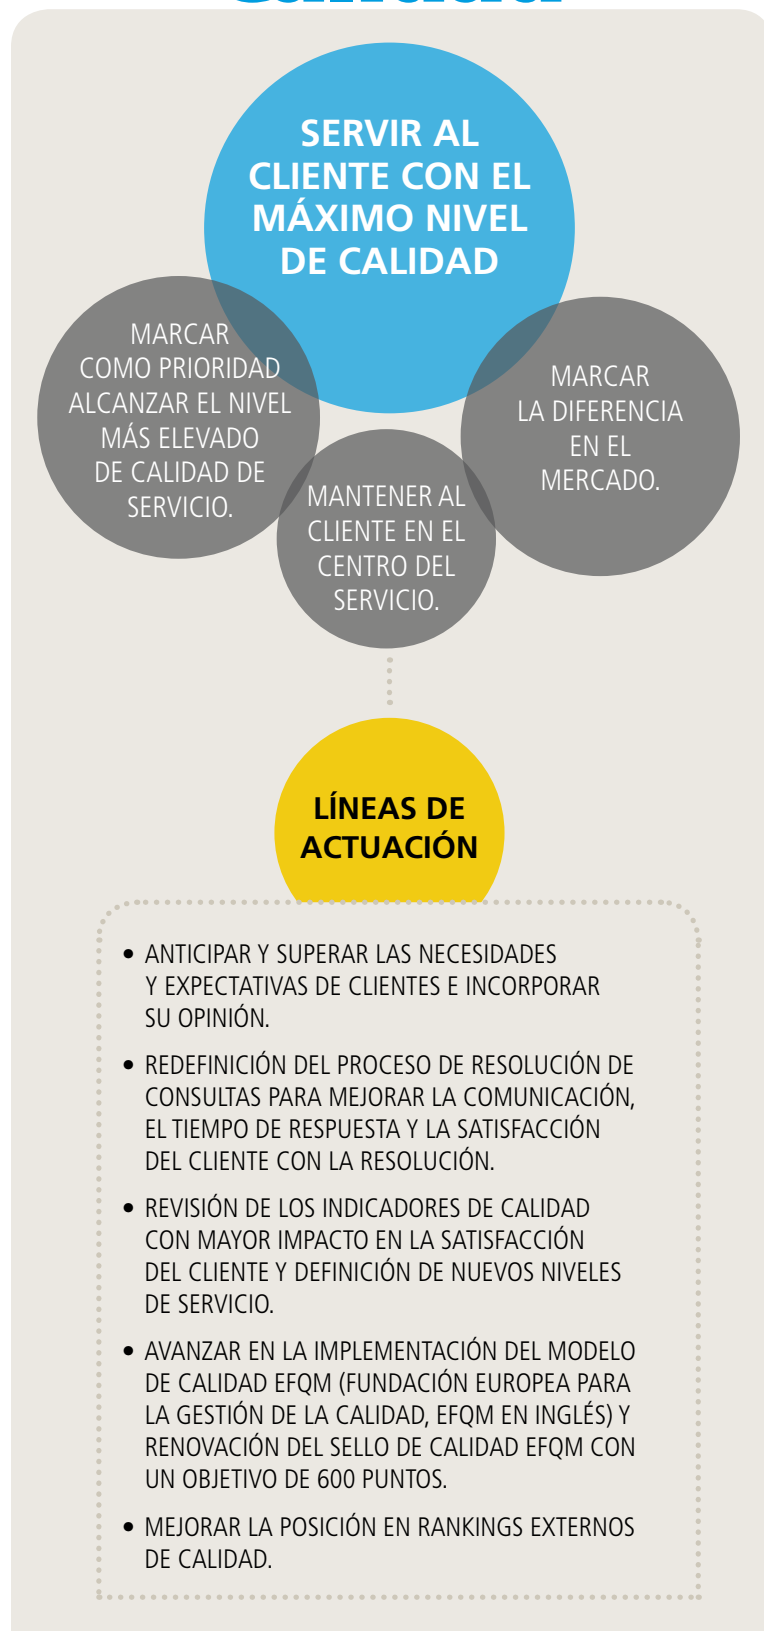 SERVIR AL
CLIENTE CON EL
MÁXIMO NIVEL
DE CALIDAD
MARCAR
COMO PRIORIDAD
ALCANZAR EL NIVEL
MÁS ELEVADO
DE CALIDAD DE
SERVICIO.
MANTENER AL
CLIENTE EN EL
CENTRO DEL
SERVICIO.
MARCAR
LA DIFERENCIA
EN EL
MERCADO.
LÍNEAS DE
ACTUACIÓN
• ANTICIPAR Y SUPERAR LAS NECESIDADES
Y EXPECTATIVAS DE CLIENTES E INCORPORAR
SU OPINIÓN.
• REDEFINICIÓN DEL PROCESO DE RESOLUCIÓN DE
CONSULTAS PARA MEJORAR LA COMUNICACIÓN,
EL TIEMPO DE RESPUESTA Y LA SATISFACCIÓN
DEL CLIENTE CON LA RESOLUCIÓN.
• REVISIÓN DE LOS INDICADORES DE CALIDAD
CON MAYOR IMPACTO EN LA SATISFACCIÓN
DEL CLIENTE Y DEFINICIÓN DE NUEVOS NIVELES
DE SERVICIO.
• AVANZAR EN LA IMPLEMENTACIÓN DEL MODELO
DE CALIDAD EFQM (FUNDACIÓN EUROPEA PARA
LA GESTIÓN DE LA CALIDAD, EFQM EN INGLÉS) Y
RENOVACIÓN DEL SELLO DE CALIDAD EFQM CON
UN OBJETIVO DE 600 PUNTOS.
• MEJORAR LA POSICIÓN EN RANKINGS EXTERNOS
DE CALIDAD.